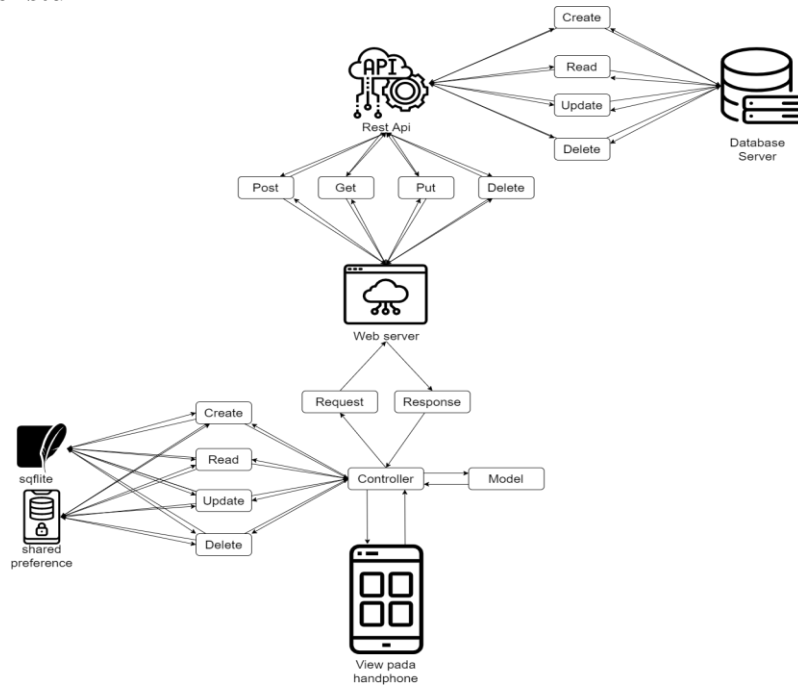 Create
API
Read
Rest Api
Update
Database
Server
Delete
Post
Get
Put
Delete
Web server
Request
Response
Create
Read
sqflite
Controller
Model
Update
shared
preference
Delete
View pada
handphone